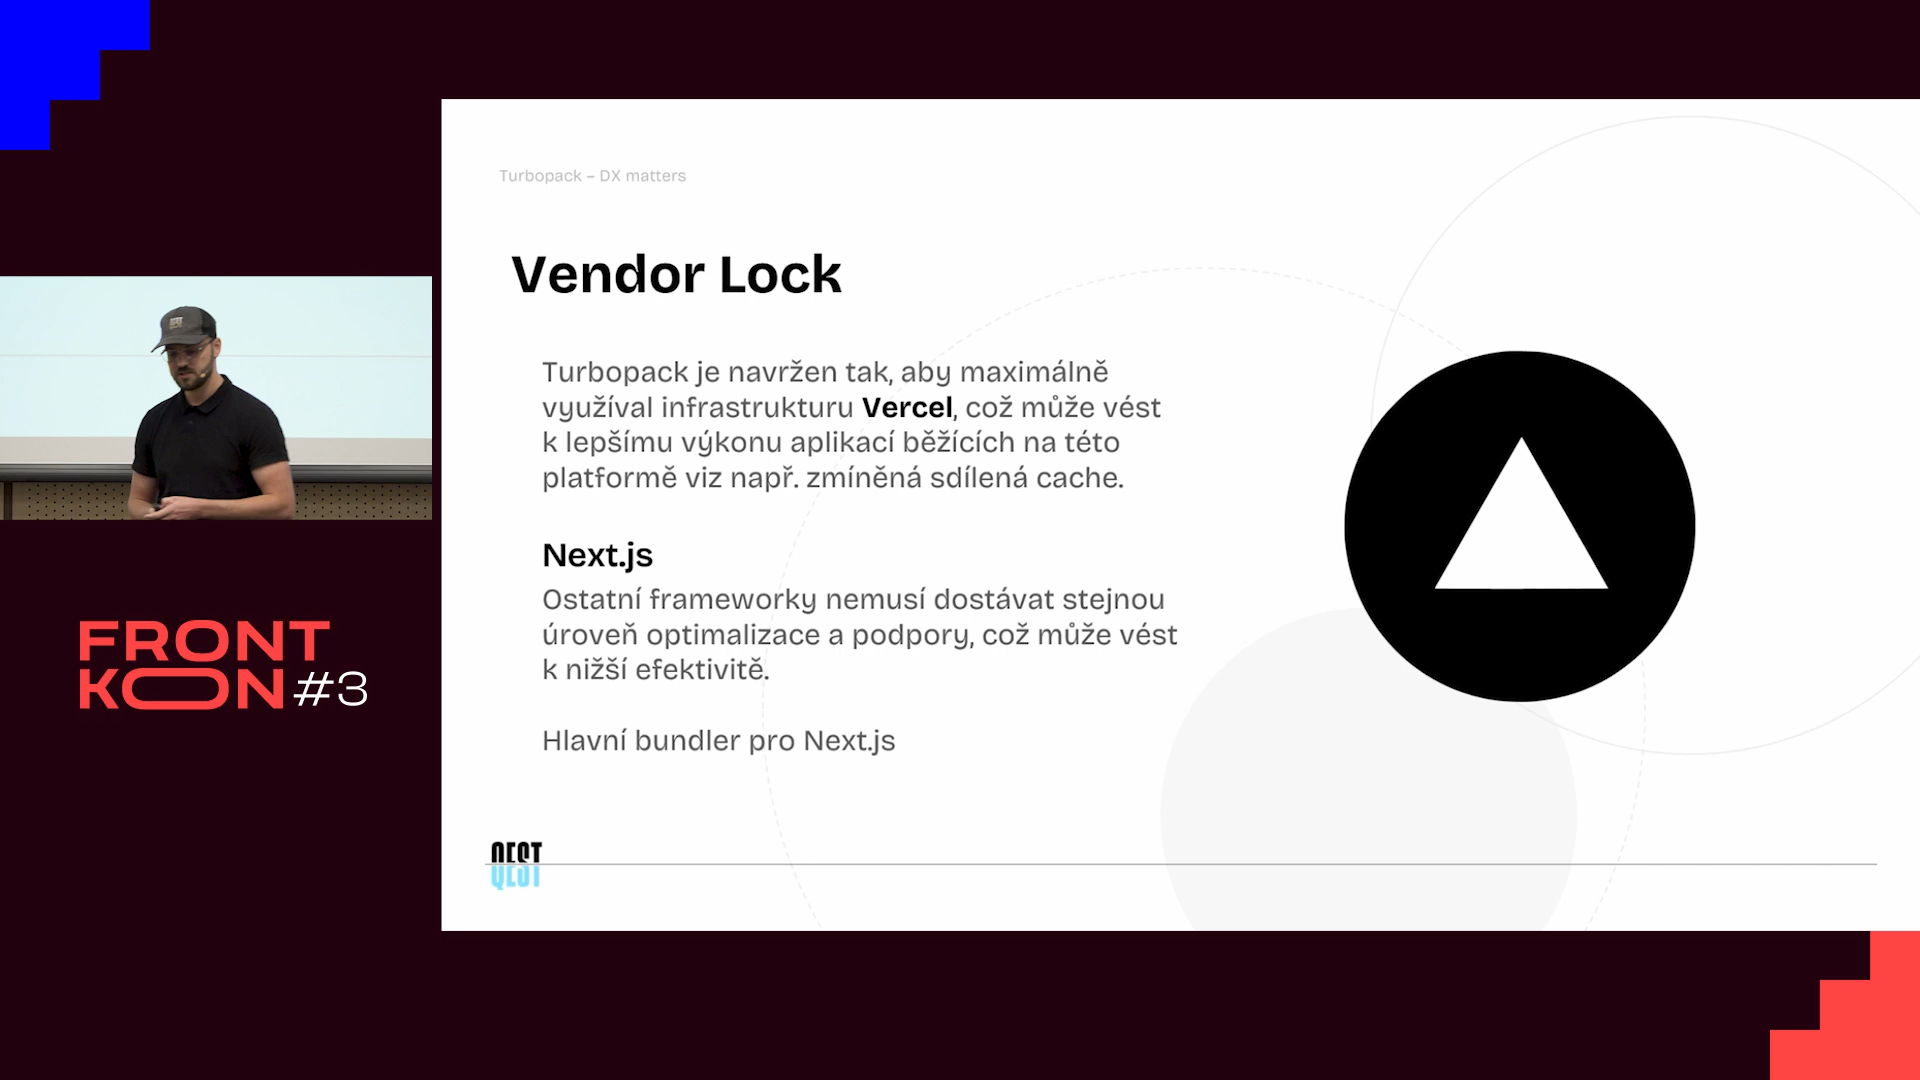 Turbopack – DX matters
Vendor Lock
Turbopack je navržen tak, aby maximálně
využíval infrastrukturu Vercel, což může vést
k lepšímu výkonu aplikací běžících na této
platformě viz např. zmíněná sdílená cache.
Next.js
Ostatní frameworky nemusí dostávat stejnou
úroveň optimalizace a podpory, což může vést
k nižší efektivitě.
Hlavní bundler pro Next.js
QEST
QEST
FRONT
KON #3